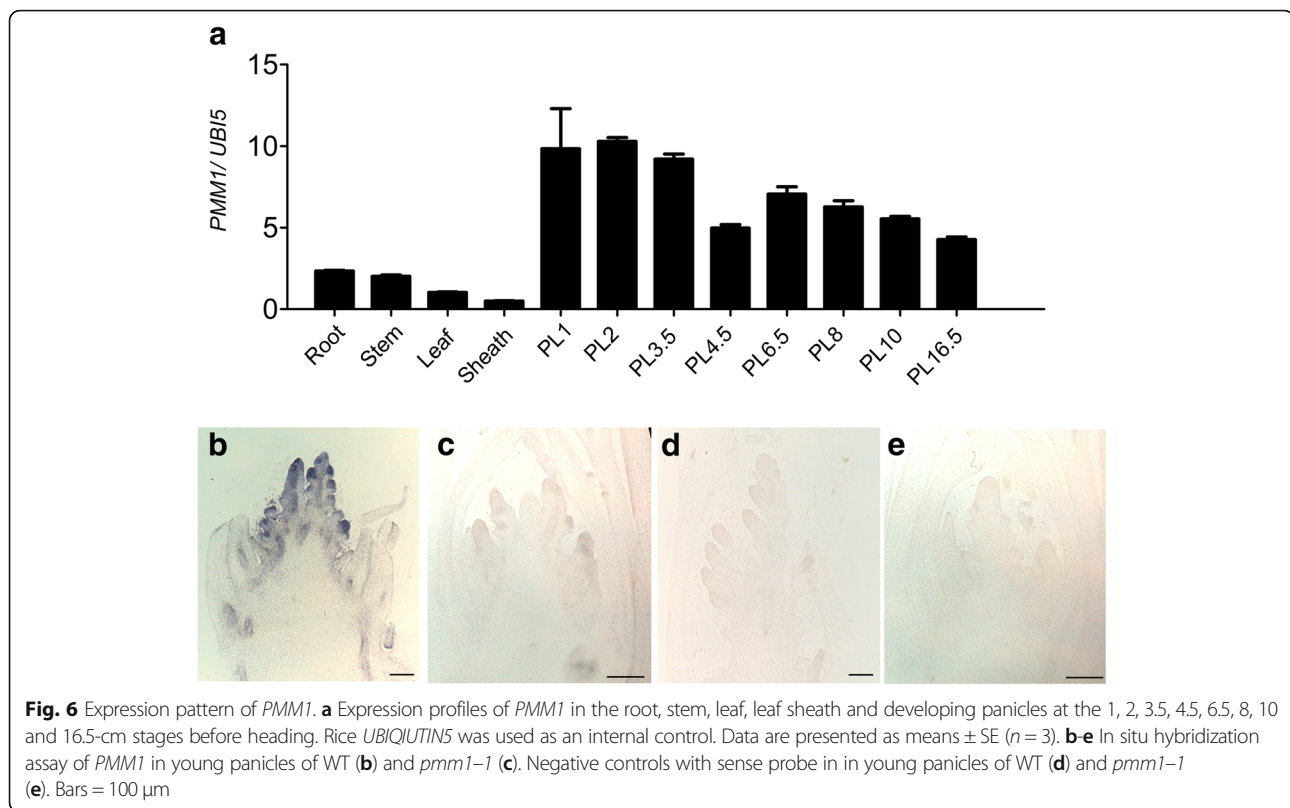 a
15
10
5
0
PMM1/ UBI5
Root
Stem
Leaf
Sheath
PL1
PL2
PL3.5
PL4.5
PL6.5
PL8
PL10
PL16.5
b
c
d
e
Fig. 6 Expression pattern of PMM1. a Expression profiles of PMM1 in the root, stem, leaf, leaf sheath and developing panicles at the 1, 2, 3.5, 4.5, 6.5, 8, 10
and 16.5-cm stages before heading. Rice UBIQIUTIN5 was used as an internal control. Data are presented as means ± SE (n = 3). b-e In situ hybridization
assay of PMM1 in young panicles of WT (b) and pmm1–1 (c). Negative controls with sense probe in in young panicles of WT (d) and pmm1–1
(e). Bars = 100 μm